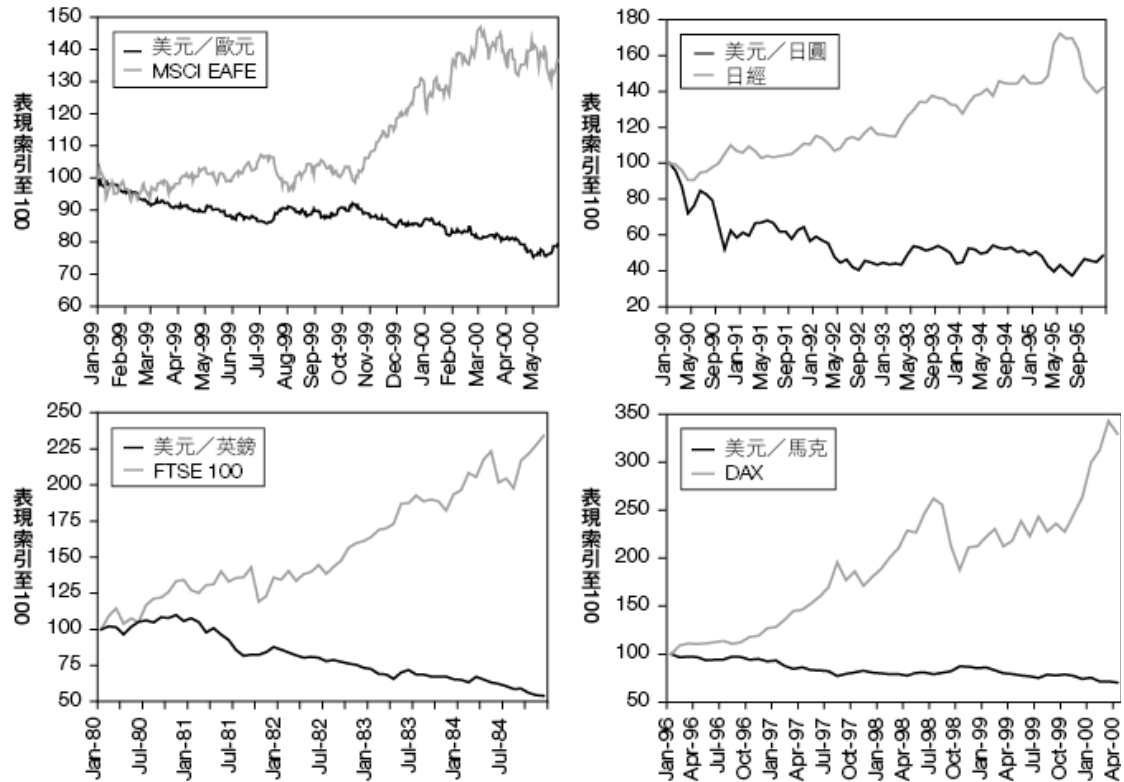 150
140
130
120
110
100
90
80
70
60
表現索引至100
美元／歐元
MSCI EAFE
Jan-99
Feb-99
Mar-99
Apr-99
May-99
Jun-99
Jul-99
Aug-99
Sep-99
Oct-99
Nov-99
Dec-99
Jan-00
Feb-00
Mar-00
Apr-00
May-00
180
160
140
120
100
80
60
40
20
表現索引至100
美元／日圓
日經
Jan-90
May-90
Sep-90
Jan-91
May-91
Sep-91
Jan-92
May-92
Sep-92
Jan-93
May-93
Sep-93
Jan-94
May-94
Sep-94
Jan-95
May-95
Sep-95
250
225
200
175
150
125
100
75
50
表現索引至100
美元／英鎊
FTSE 100
Jan-80
Jul-80
Jan-81
Jul-81
Jan-82
Jul-82
Jan-83
Jul-83
Jan-84
Jul-84
350
300
250
200
150
100
50
表現索引至100
美元／馬克
DAX
Jan-96
Apr-96
Jul-96
Oct-96
Jan-97
Apr-97
Jul-97
Oct-97
Jan-98
Apr-98
Jul-98
Oct-98
Jan-99
Apr-99
Jul-99
Oct-99
Jan-00
Apr-00